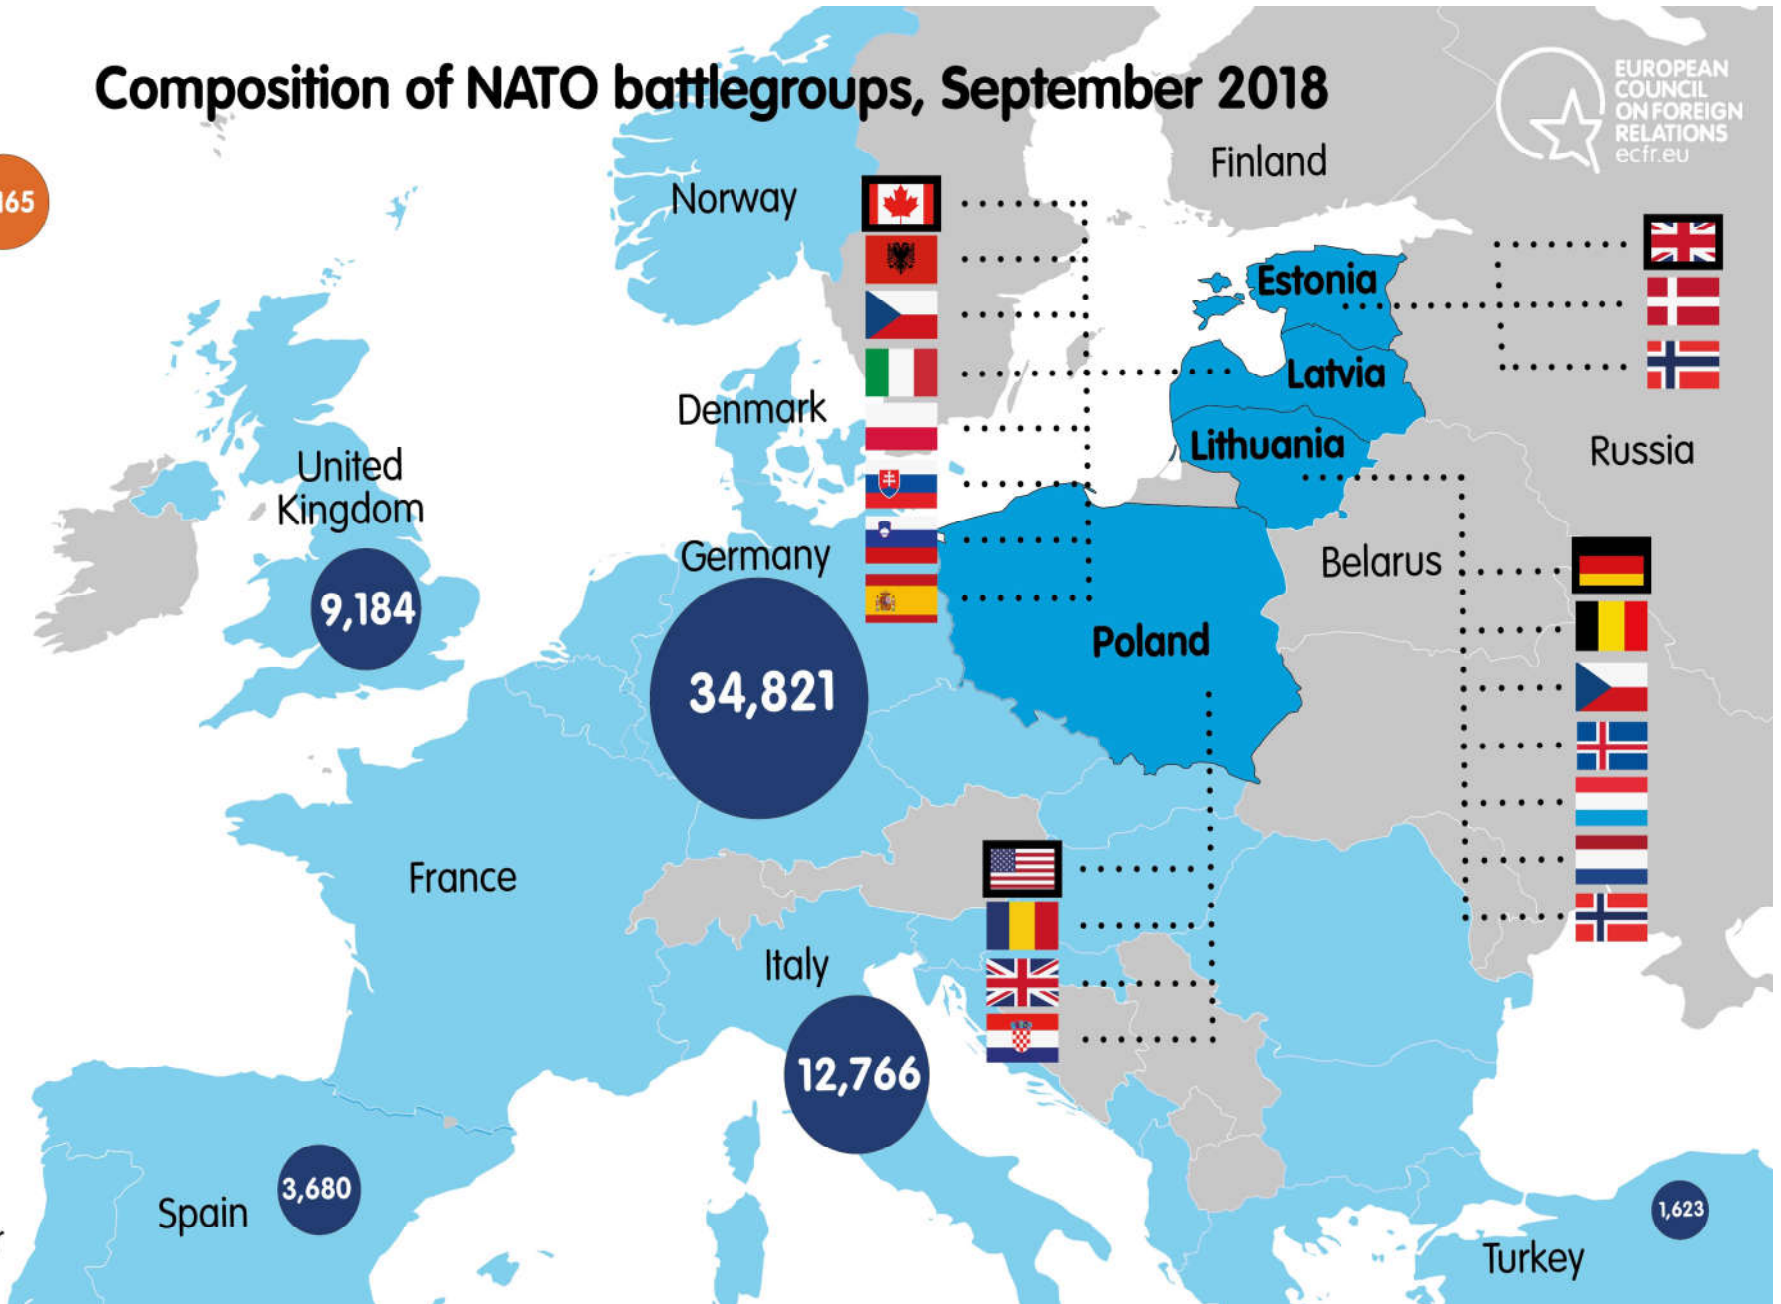 Composition of NATO battlegroups, September 2018
EUROPEAN
COUNCIL
ON FOREIGN
RELATIONS
ecfr.eu
165
Norway
Finland
Estonia
Latvia
Lithuania
Denmark
Russia
United
Kingdom
9,184
Germany
34,821
Belarus
Poland
France
Italy
12,766
Spain
3,680
1,623
Turkey